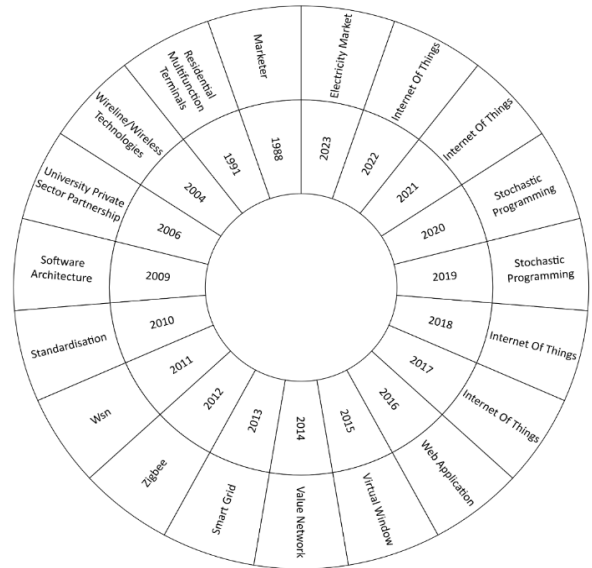 Electricity Market
2023
Internet Of Things
2022
Internet Of Things
2021
Stochastic
Programming
2020
Stochastic
Programming
2019
Internet Of Things
2018
Internet Of Things
2017
Web Application
2016
Virtual Window
2015
Value Network
2014
Smart Grid
2013
Zigbee
2012
Wsn
2011
Standardisation
2010
Software
Architecture
2009
University Private
Sector Partnership
2006
Wireline/Wireless
Technologies
2004
Residential
Multifunction
Terminals
1991
Marketer
1988